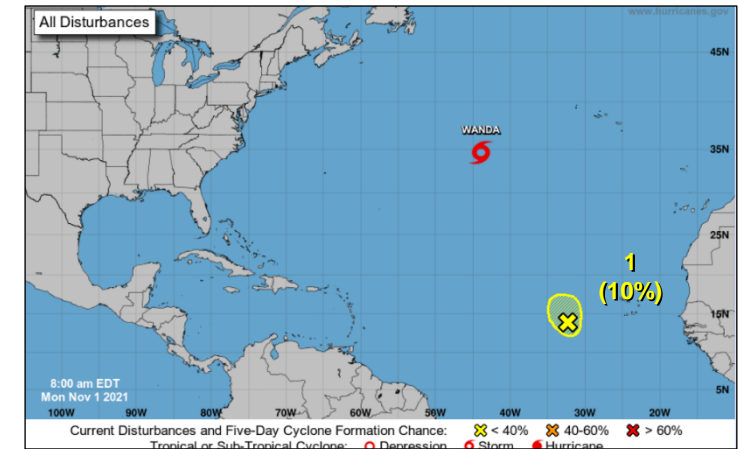 All Disturbances
www.hurricanes.gov
45N
WANDA
35N
25N
1
(10%)
15N
8:00 am EDT
Mon Nov 1 2021
5N
100W 90W 80W 70W 60W 50W 40W 30W 20W
Current Disturbances and Five-Day Cyclone Formation Chance: < 40% 40-60% > 60%
Tropical or Sub-Tropical Cyclone: Depression Storm Hurricane